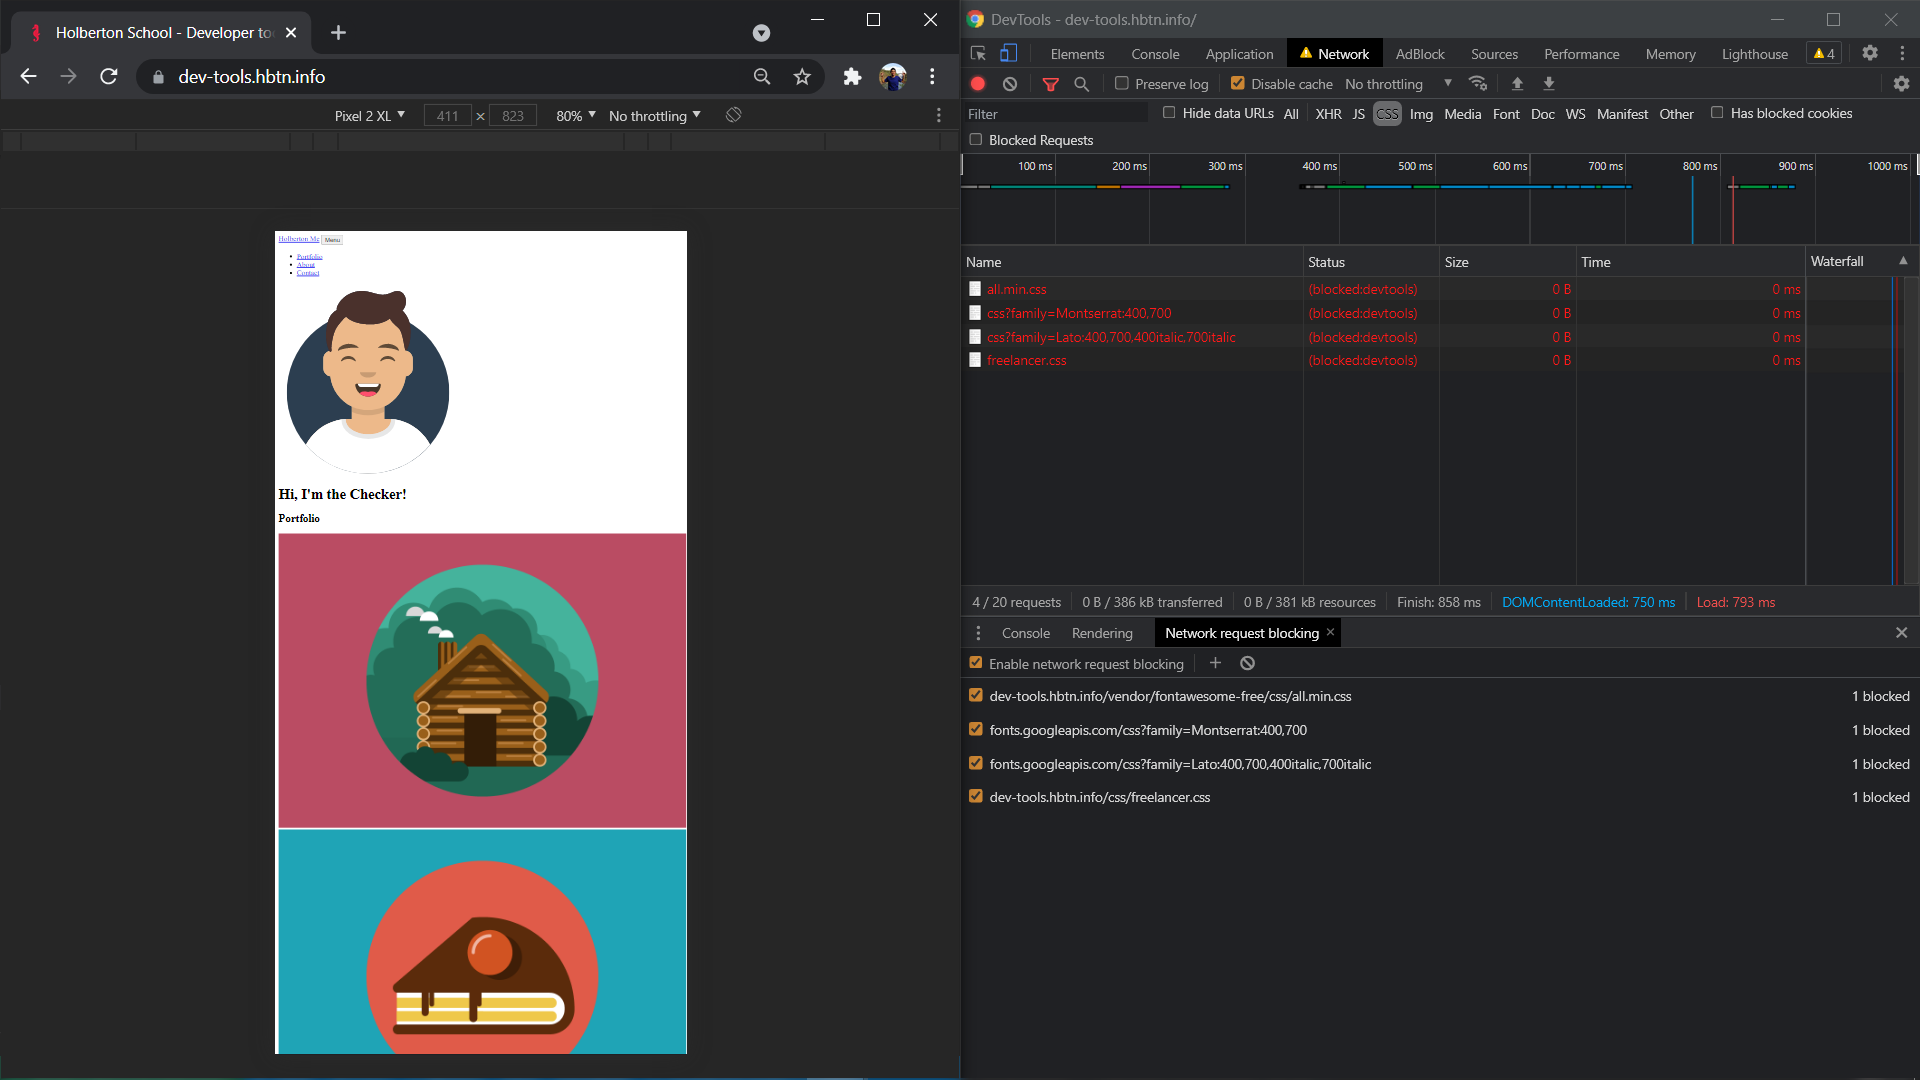 Holberton School - Developer to
DevTools - dev-tools.hbtn.info/
dev-tools.hbtn.info
Elements Console Application Network AdBlock Sources Performance Memory Lighthouse 4
Preserve log Disable cache No throttling
Pixel 2 XL 411 × 823 80% No throttling
Filter Hide data URLs All XHR JS CSS Img Media Font Doc WS Manifest Other Has blocked cookies
Blocked Requests
100 ms 200 ms 300 ms 400 ms 500 ms 600 ms 700 ms 800 ms 900 ms 1000 ms
Holberton Me Menu
Portfolio
About
Contact
Hi, I'm the Checker!
Portfolio
Name Status Size Time Waterfall
all.min.css (blocked:devtools) 0 B 0 ms
css?family=Montserrat:400,700 (blocked:devtools) 0 B 0 ms
css?family=Lato:400,700,400italic,700italic (blocked:devtools) 0 B 0 ms
freelancer.css (blocked:devtools) 0 B 0 ms
4 / 20 requests 0 B / 386 kB transferred 0 B / 381 kB resources Finish: 858 ms DOMContentLoaded: 750 ms Load: 793 ms
Console Rendering Network request blocking
Enable network request blocking
dev-tools.hbtn.info/vendor/fontawesome-free/css/all.min.css 1 blocked
fonts.googleapis.com/css?family=Montserrat:400,700 1 blocked
fonts.googleapis.com/css?family=Lato:400,700,400italic,700italic 1 blocked
dev-tools.hbtn.info/css/freelancer.css 1 blocked